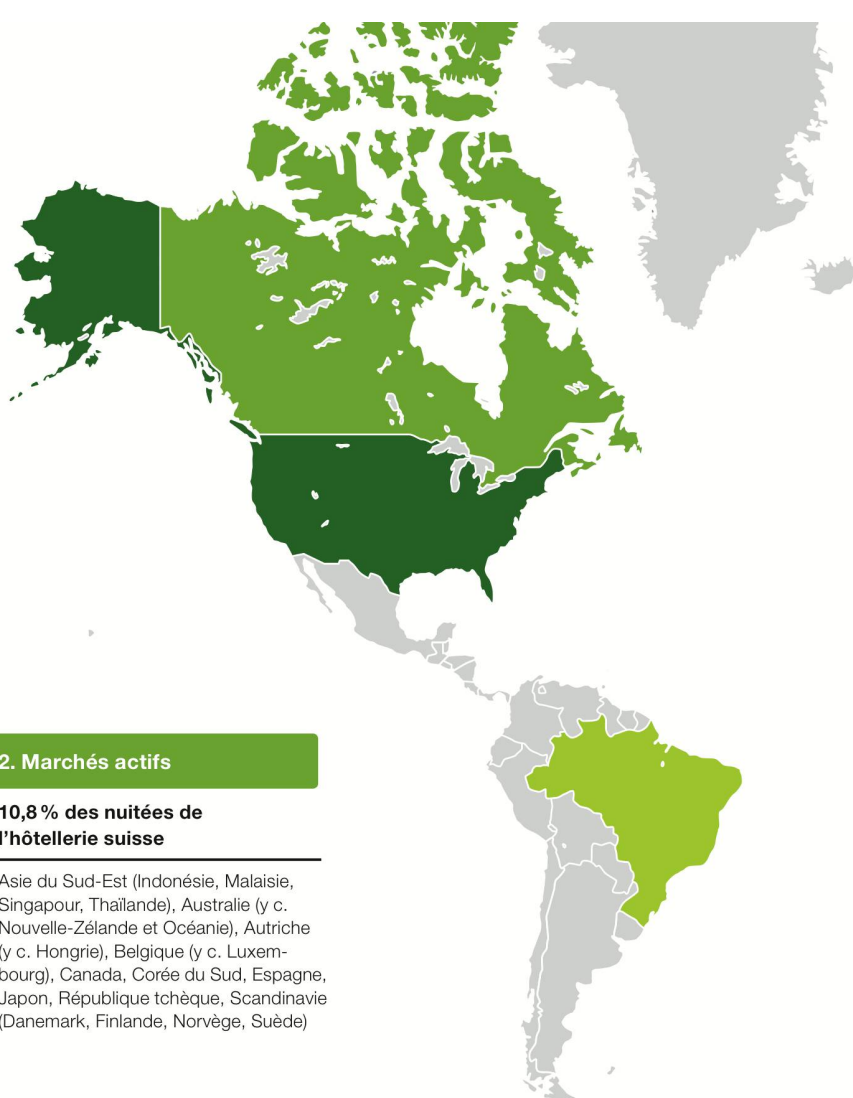 2. Marchés actifs
10,8 % des nuitées de
l’hôtellerie suisse
Asie du Sud-Est (Indonésie, Malaisie,
Singapour, Thaïlande), Australie (y c.
Nouvelle-Zélande et Océanie), Autriche
(y c. Hongrie), Belgique (y c. Luxem-
bourg), Canada, Corée du Sud, Espagne,
Japon, République tchèque, Scandinavie
(Danemark, Finlande, Norvège, Suède)